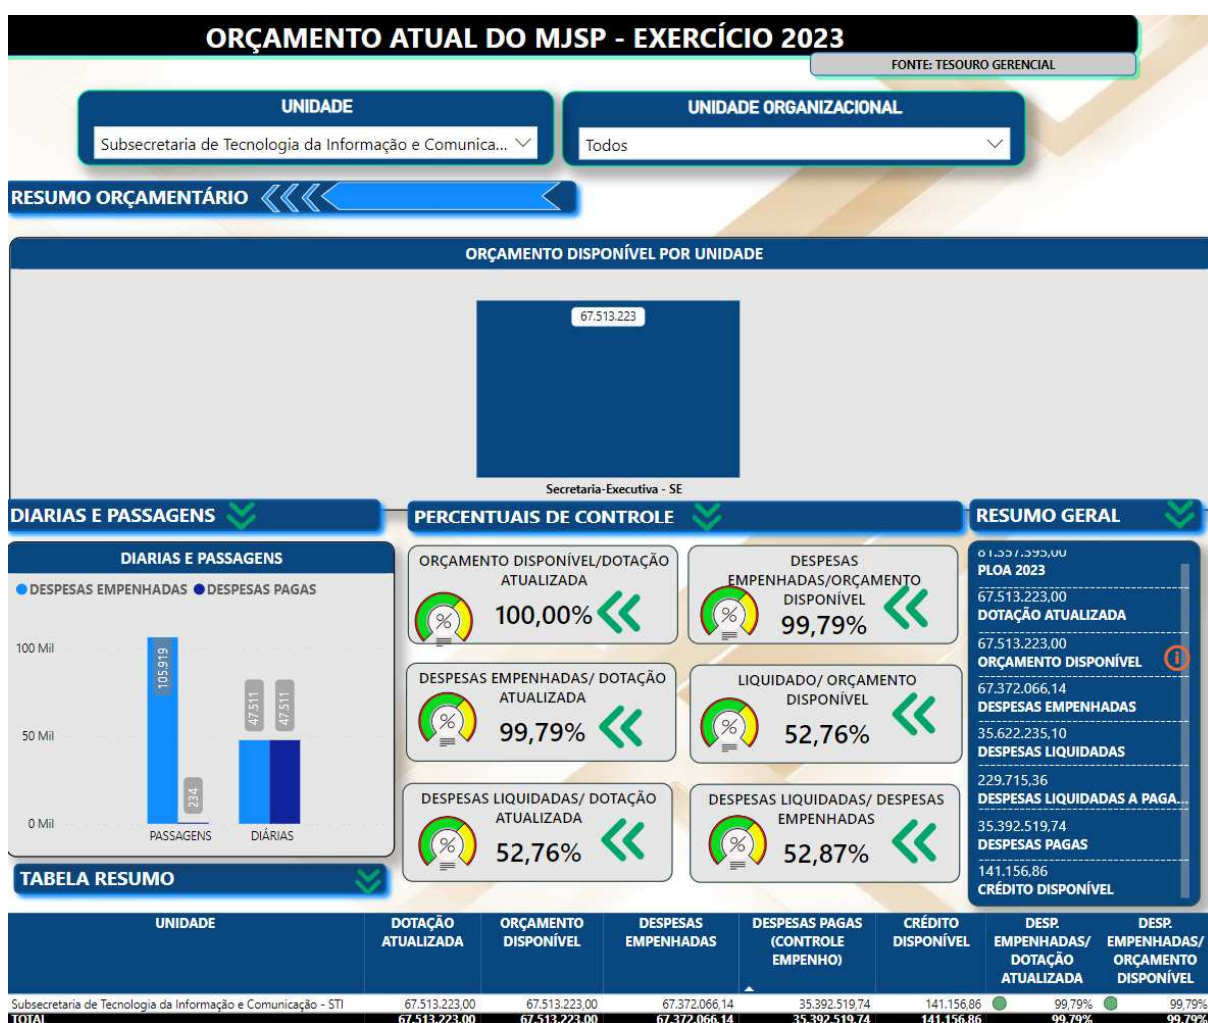 ORÇAMENTO ATUAL DO MJSP - EXERCÍCIO 2023
FONTE: TESOURO GERENCIAL
UNIDADE
Subsecretaria de Tecnologia da Informação e Comunica...
UNIDADE ORGANIZACIONAL
Todos
RESUMO ORÇAMENTÁRIO
ORÇAMENTO DISPONÍVEL POR UNIDADE
67.513.223
Secretaria-Executiva - SE
DIARIAS E PASSAGENS
DIARIAS E PASSAGENS
DESPESAS EMPENHADAS DESPESAS PAGAS
100 Mil
50 Mil
0 Mil
105.919
234
47.511
47.511
PASSAGENS DIÁRIAS
PERCENTUAIS DE CONTROLE
ORÇAMENTO DISPONÍVEL/DOTAÇÃO
ATUALIZADA
%
100,00%
DESPESAS
EMPENHADAS/ORÇAMENTO
DISPONÍVEL
%
99,79%
DESPESAS EMPENHADAS/ DOTAÇÃO
ATUALIZADA
%
99,79%
LIQUIDADO/ ORÇAMENTO
DISPONÍVEL
%
52,76%
DESPESAS LIQUIDADAS/ DOTAÇÃO
ATUALIZADA
%
52,76%
DESPESAS LIQUIDADAS/ DESPESAS
EMPENHADAS
%
52,87%
RESUMO GERAL
81.357.395,00
PLOA 2023
67.513.223,00
DOTAÇÃO ATUALIZADA
67.513.223,00
ORÇAMENTO DISPONÍVEL
67.372.066,14
DESPESAS EMPENHADAS
35.622.235,10
DESPESAS LIQUIDADAS
229.715,36
DESPESAS LIQUIDADAS A PAGA...
35.392.519,74
DESPESAS PAGAS
141.156,86
CRÉDITO DISPONÍVEL
TABELA RESUMO
UNIDADE
DOTAÇÃO
ATUALIZADA
ORÇAMENTO
DISPONÍVEL
DESPESAS
EMPENHADAS
DESPESAS PAGAS
(CONTROLE
EMPENHO)
CRÉDITO
DISPONÍVEL
DESP.
EMPENHADAS/
DOTAÇÃO
ATUALIZADA
DESP.
EMPENHADAS/
ORÇAMENTO
DISPONÍVEL
Subsecretaria de Tecnologia da Informação e Comunicação - STI 67.513.223,00 67.513.223,00 67.372.066,14 35.392.519,74 141.156,86 99,79% 99,79%
TOTAL 67.513.223,00 67.513.223,00 67.372.066,14 35.392.519,74 141.156,86 99,79% 99,79%